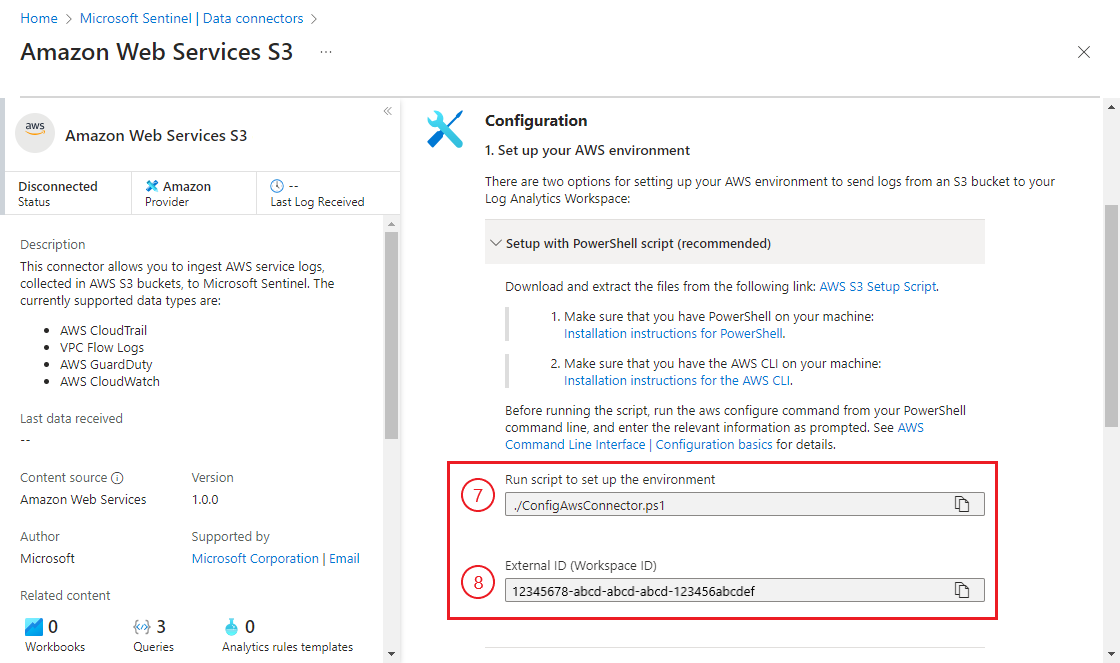 Home > Microsoft Sentinel | Data connectors >
Amazon Web Services S3 ...
aws
Amazon Web Services S3
Disconnected
Status
Amazon
Provider
--
Last Log Received
Description
This connector allows you to ingest AWS service logs,
collected in AWS S3 buckets, to Microsoft Sentinel. The
currently supported data types are:
• AWS CloudTrail
• VPC Flow Logs
• AWS GuardDuty
• AWS CloudWatch
Last data received
--
Content source
Version
Amazon Web Services
1.0.0
Author
Supported by
Microsoft
Microsoft Corporation | Email
Related content
0
Workbooks
3
Queries
0
Analytics rules templates
Configuration
1. Set up your AWS environment
There are two options for setting up your AWS environment to send logs from an S3 bucket to your
Log Analytics Workspace:
Setup with PowerShell script (recommended)
Download and extract the files from the following link: AWS S3 Setup Script.
1. Make sure that you have PowerShell on your machine:
Installation instructions for PowerShell.
2. Make sure that you have the AWS CLI on your machine:
Installation instructions for the AWS CLI.
Before running the script, run the aws configure command from your PowerShell
command line, and enter the relevant information as prompted. See AWS
Command Line Interface | Configuration basics for details.
7
Run script to set up the environment
./ConfigAwsConnector.ps1
8
External ID (Workspace ID)
12345678-abcd-abcd-abcd-123456abcdef